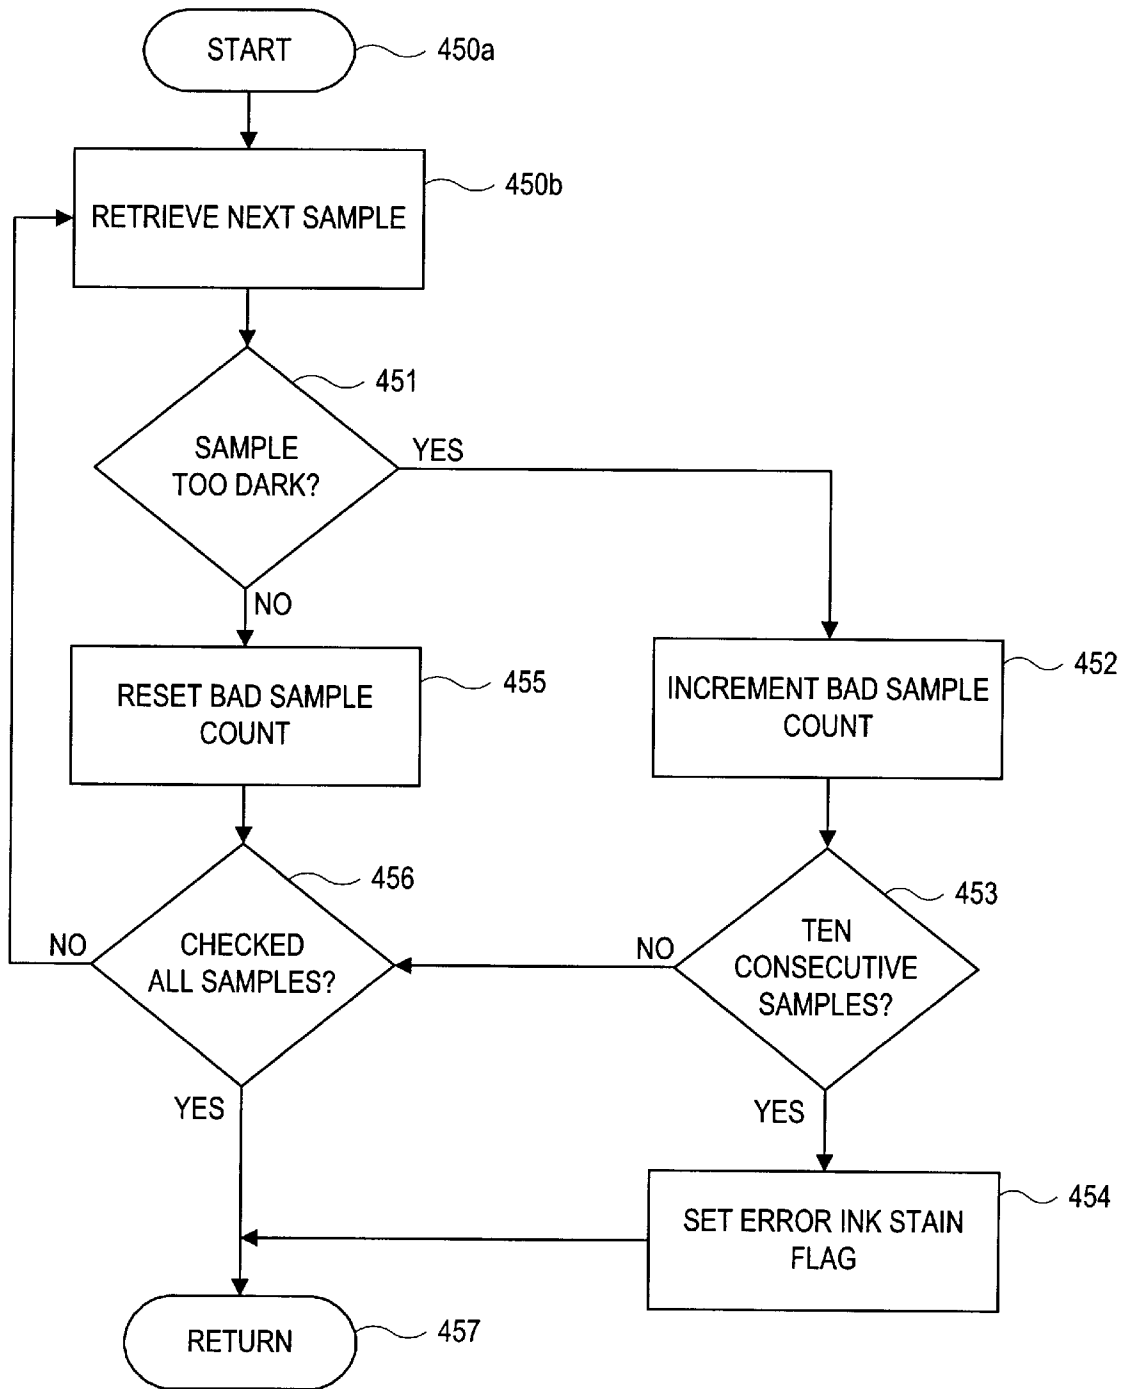 START
450a
RETRIEVE NEXT SAMPLE
450b
451
SAMPLE
TOO DARK?
YES
NO
RESET BAD SAMPLE
COUNT
455
INCREMENT BAD SAMPLE
COUNT
452
456
CHECKED
ALL SAMPLES?
NO
YES
453
TEN
CONSECUTIVE
SAMPLES?
NO
YES
SET ERROR INK STAIN
FLAG
454
RETURN
457